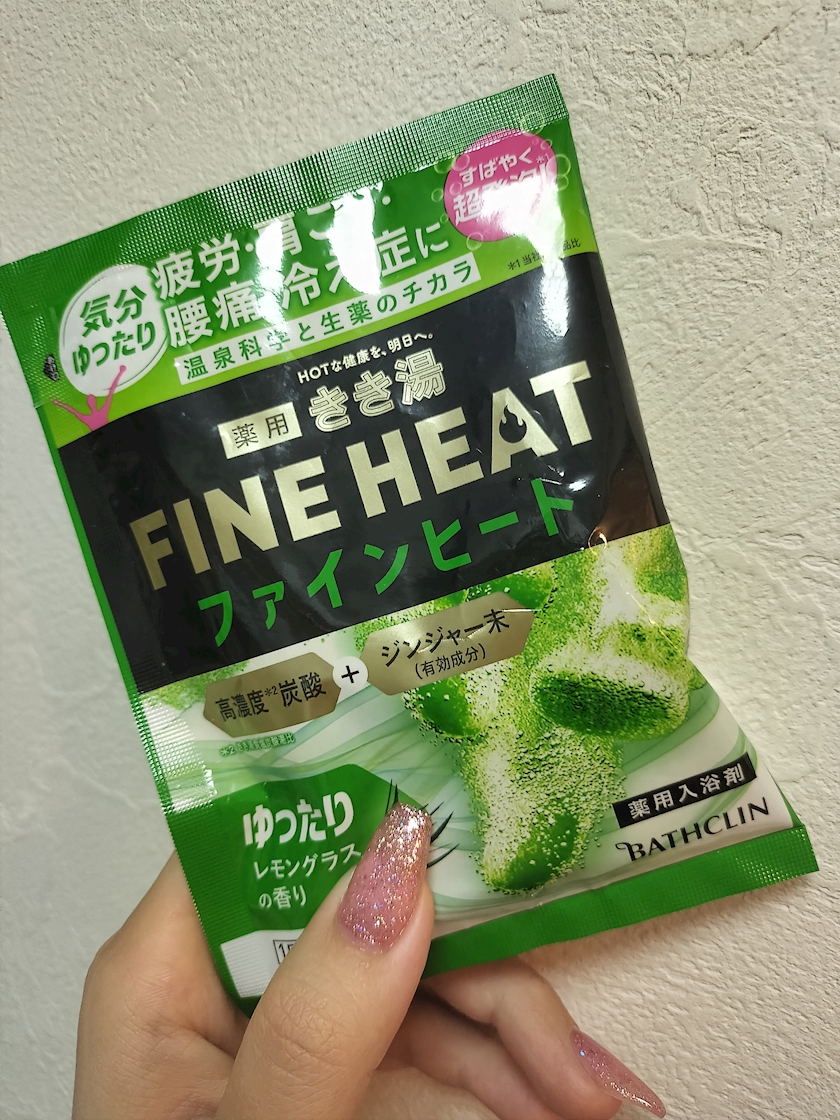 すばやく
疲労・肩こり・
腰痛・冷え症に
気分
ゆったり
温泉科学と生薬のチカラ
HOTな健康を、明日へ。
薬用 きき湯
FINE HEAT
ファインヒート
高濃度※2炭酸 + ジンジャー末
(有効成分)
ゆったり
レモングラス
の香り
薬用入浴剤
BATHCLIN